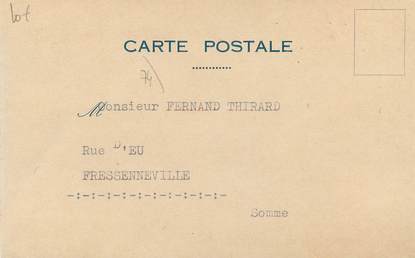 Lot
CARTE POSTALE
74)
Monsieur FERNAND THIRARD
Rue D'EU
FRESSENNEVILLE
-:-:-:-:-:-:-:-:-:-:-
Somme